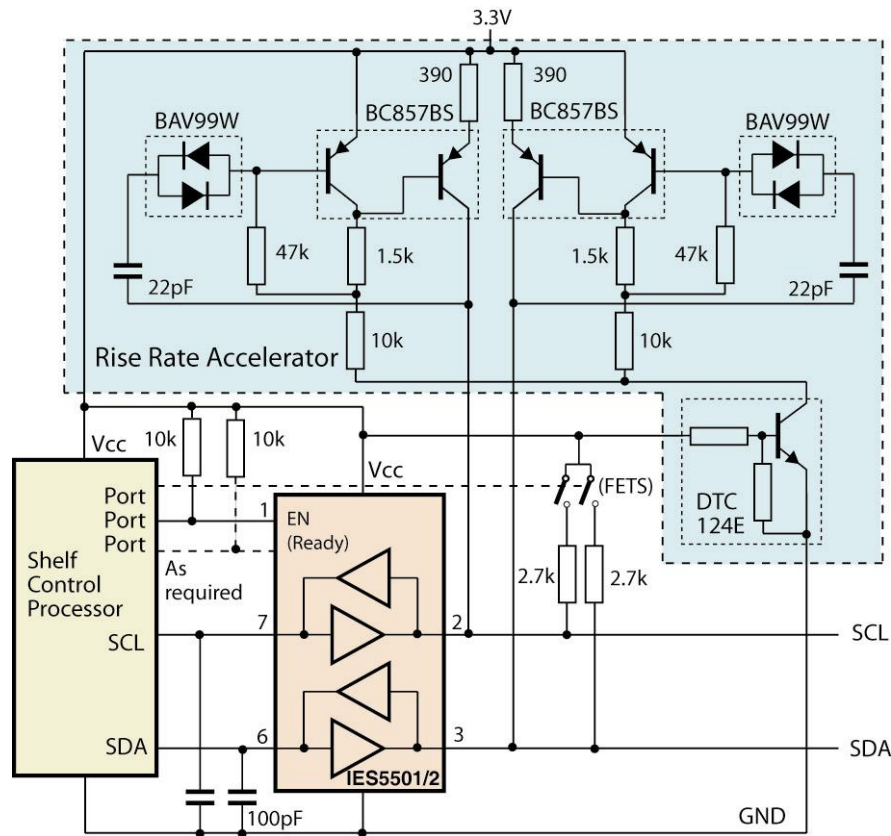 3.3V
390
390
BC857BS
BC857BS
BAV99W
BAV99W
47k
1.5k
1.5k
47k
22pF
22pF
10k
10k
Rise Rate Accelerator
10k
10k
Vcc
Vcc
Port
Port
Port
1
EN
(Ready)
(FETS)
DTC
124E
Shelf
Control
Processor
As
required
2.7k
2.7k
SCL
7
2
SCL
SDA
6
3
SDA
IES5501/2
100pF
GND